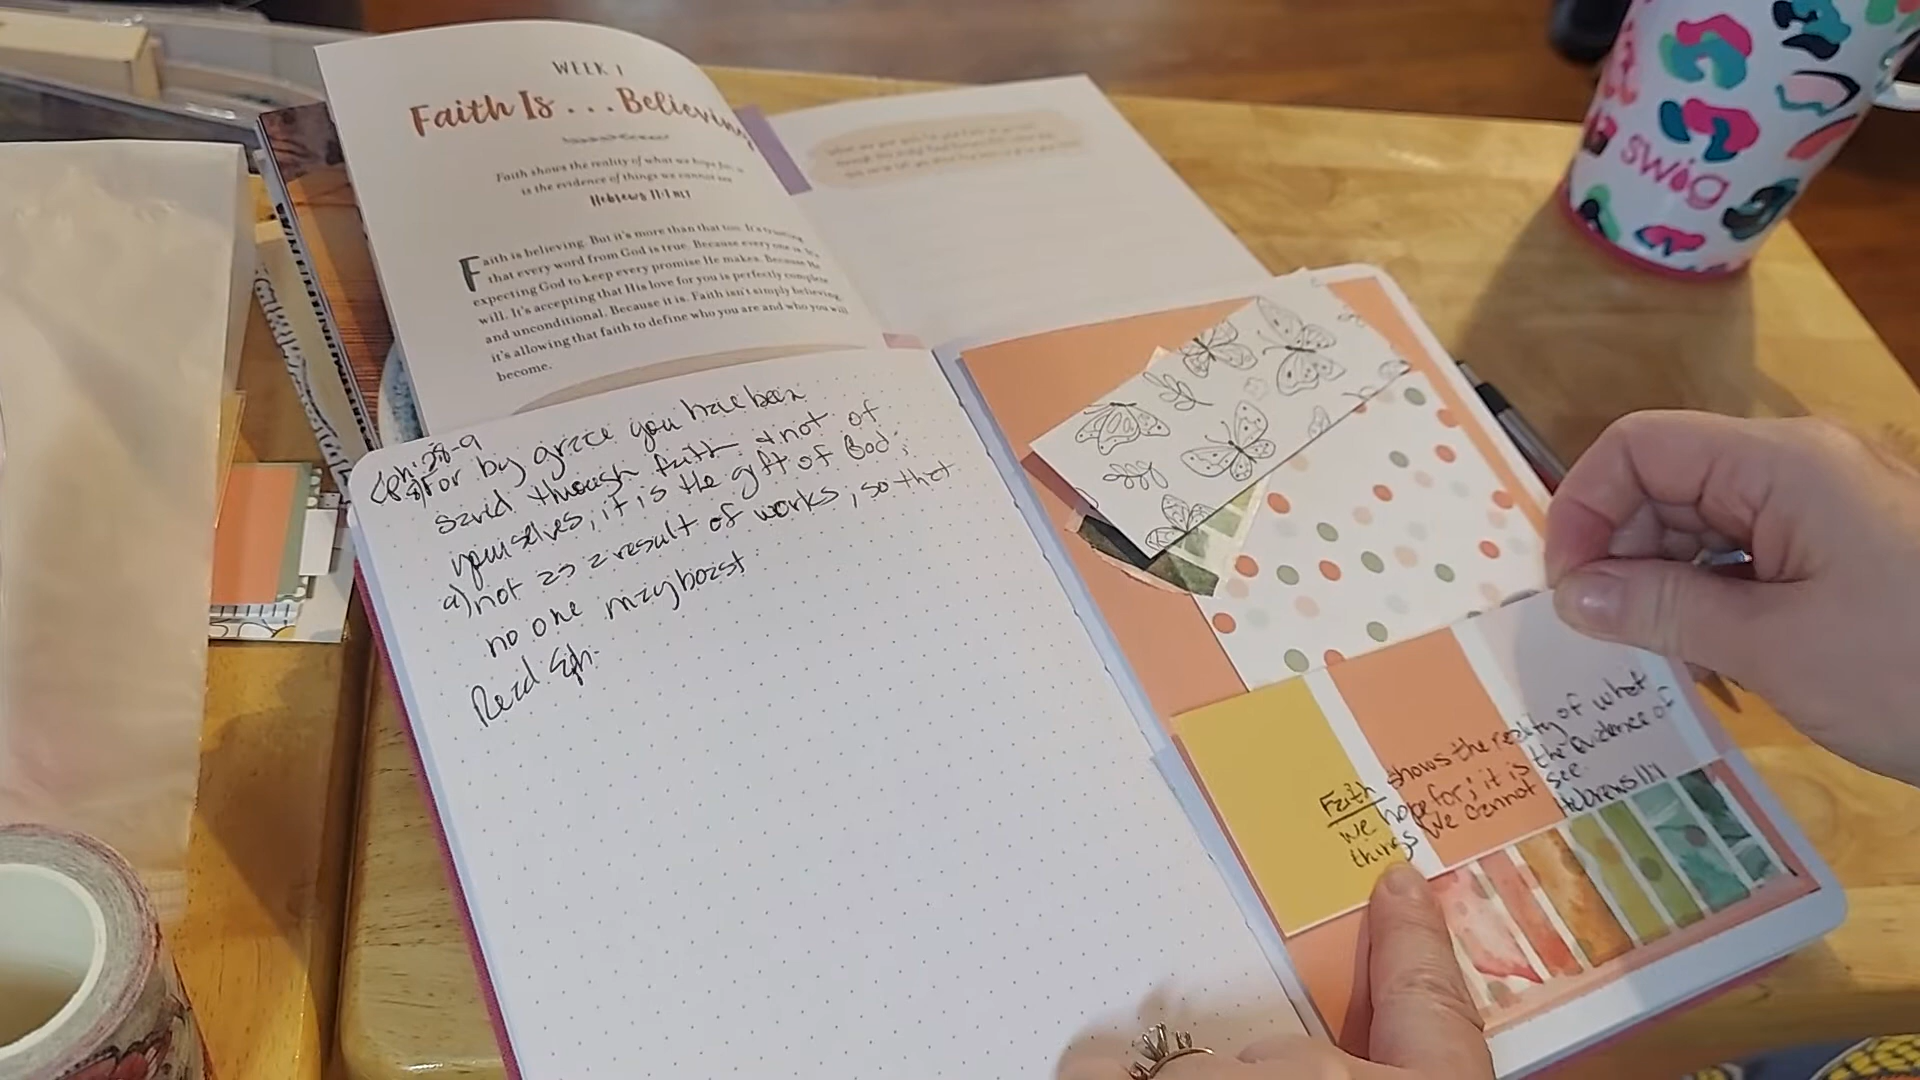 WEEK 1
Faith Is . . . Believing
Faith shows the reality of what we hope for;
is the evidence of things we cannot see
Hebrews 11:1 NLT
Faith is believing. But it's more than that too. It's trusting
that every word from God is true. Because every one is. It's
expecting God to keep every promise He makes. Because He
will. It's accepting that His love for you is perfectly complete
and unconditional. Because it is. Faith isn't simply believing,
it's allowing that faith to define who you are and who you will
become.
Eph. 2:8-9
8) For by grace you have been
saved through faith & not of
yourselves, it is the gift of God;
a) not as a result of works, so that
no one may boast
Read Eph.
Faith shows the reality of what
we hope for; it is the evidence of
things we cannot see.
Hebrews 11:1
swig